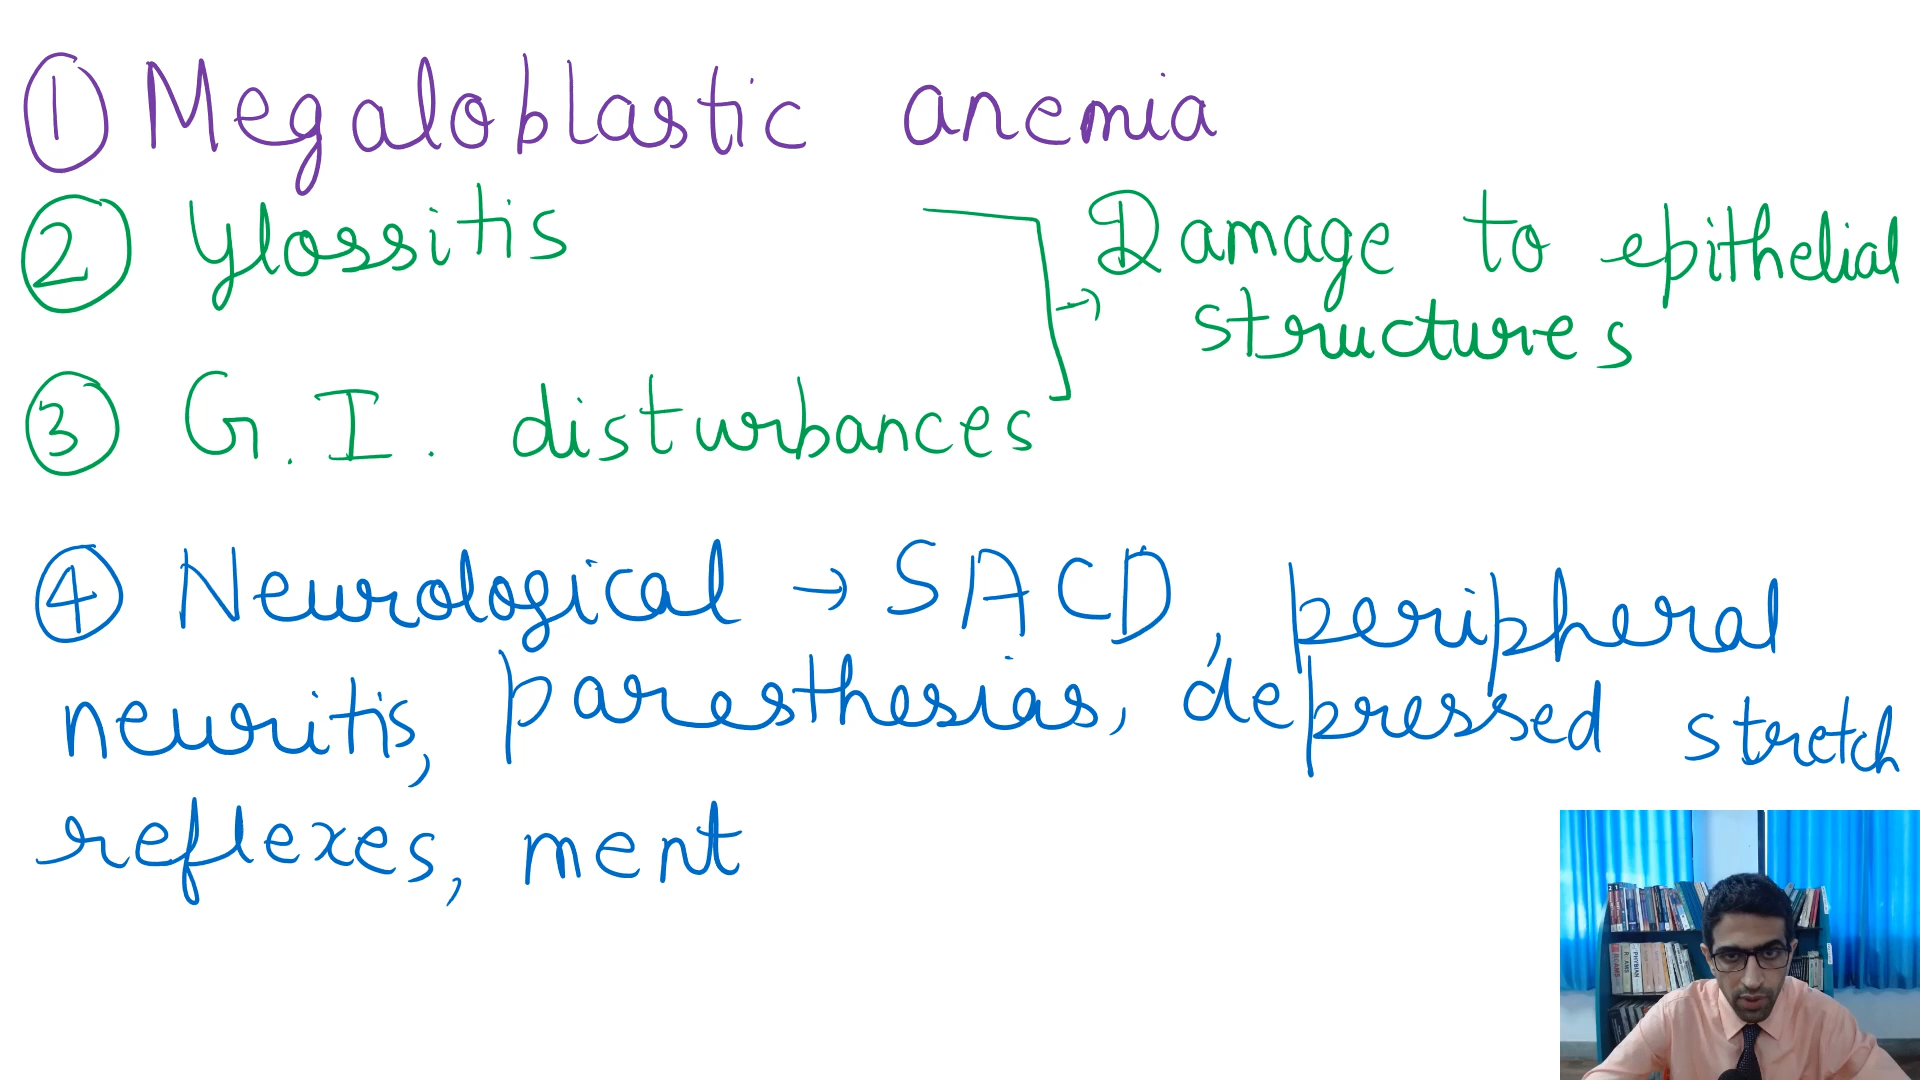 ① Megaloblastic anemia
② Glossitis
Damage to epithelial
structures
③ G.I. disturbances
④ Neurological → SACD, peripheral
neuritis, paresthesias, depressed stretch
reflexes, ment